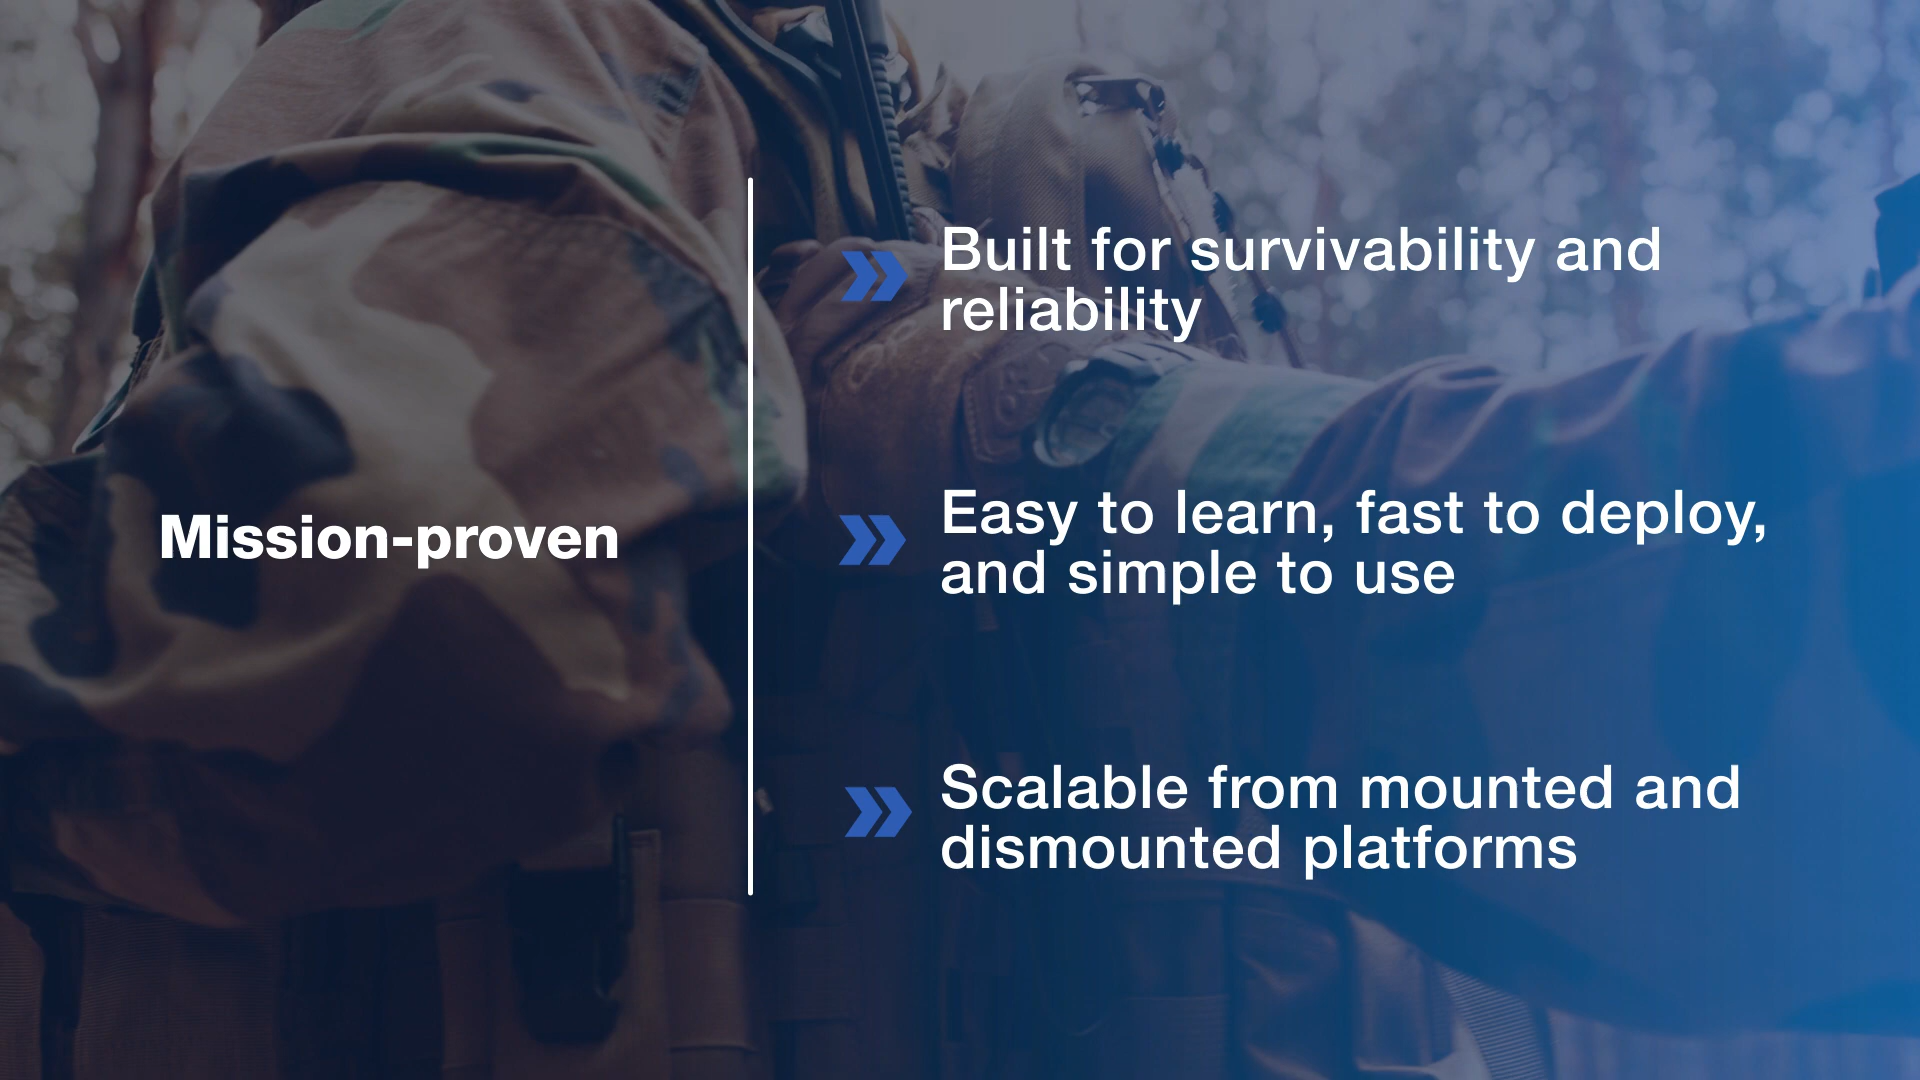 Mission-proven
Built for survivability and
reliability
Easy to learn, fast to deploy,
and simple to use
Scalable from mounted and
dismounted platforms